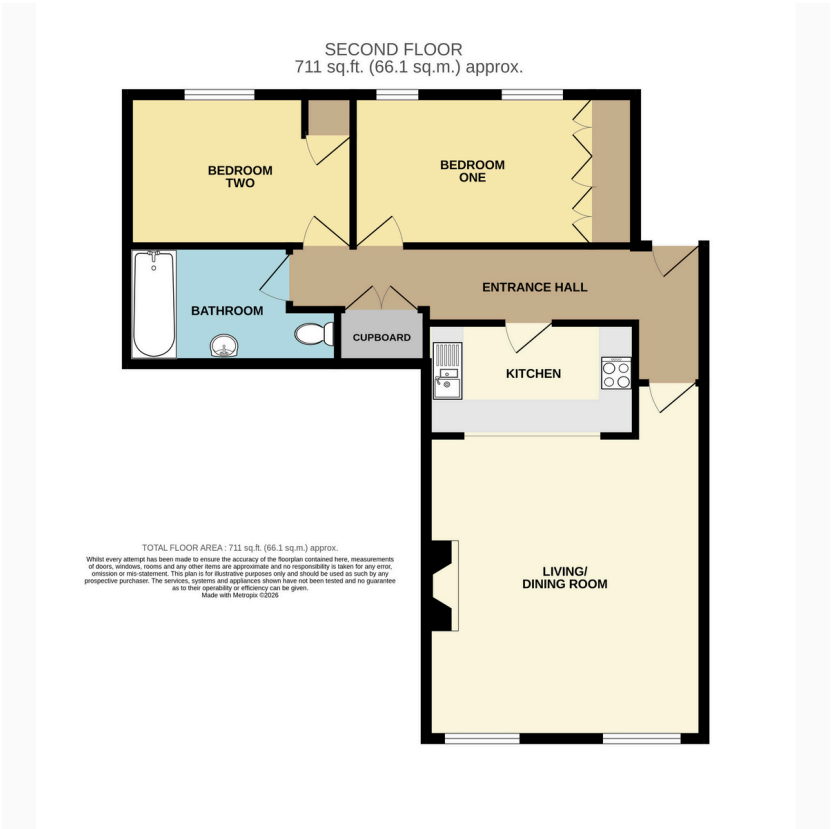 SECOND FLOOR
711 sq.ft. (66.1 sq.m.) approx.
BEDROOM
TWO
BEDROOM
ONE
BATHROOM
ENTRANCE HALL
CUPBOARD
KITCHEN
LIVING/
DINING ROOM
TOTAL FLOOR AREA : 711 sq.ft. (66.1 sq.m.) approx.
Whilst every attempt has been made to ensure the accuracy of the floorplan contained here, measurements
of doors, windows, rooms and any other items are approximate and no responsibility is taken for any error,
omission or mis-statement. This plan is for illustrative purposes only and should be used as such by any
prospective purchaser. The services, systems and appliances shown have not been tested and no guarantee
as to their operability or efficiency can be given.
Made with Metropix ©2026